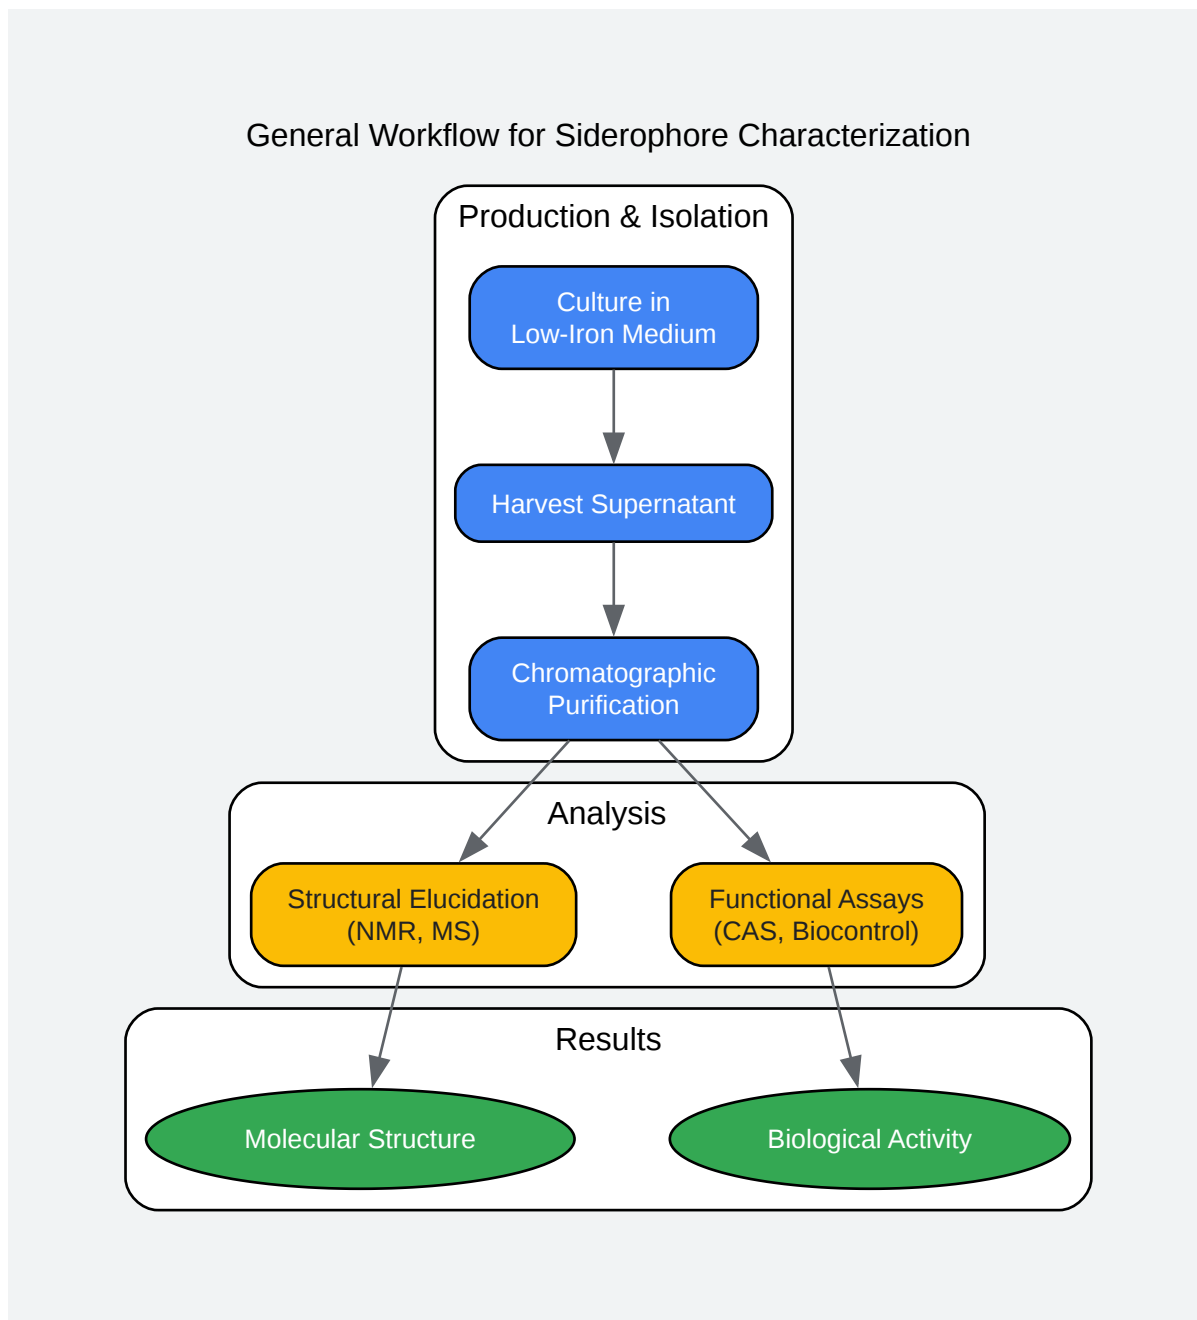 General Workflow for Siderophore Characterization
Production & Isolation
Culture in
Low-Iron Medium
Harvest Supernatant
Chromatographic
Purification
Analysis
Structural Elucidation
(NMR, MS)
Functional Assays
(CAS, Biocontrol)
Results
Molecular Structure
Biological Activity